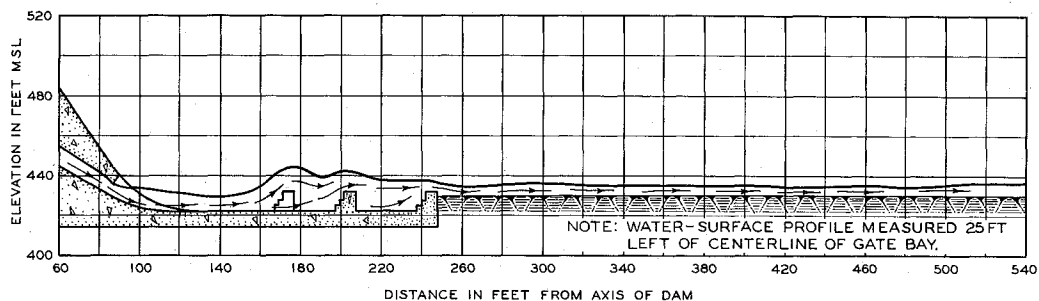 520
480
440
400
ELEVATION IN FEET MSL
NOTE: WATER-SURFACE PROFILE MEASURED 25 FT
LEFT OF CENTERLINE OF GATE BAY.
60 100 140 180 220 260 300 340 380 420 460 500 540
DISTANCE IN FEET FROM AXIS OF DAM